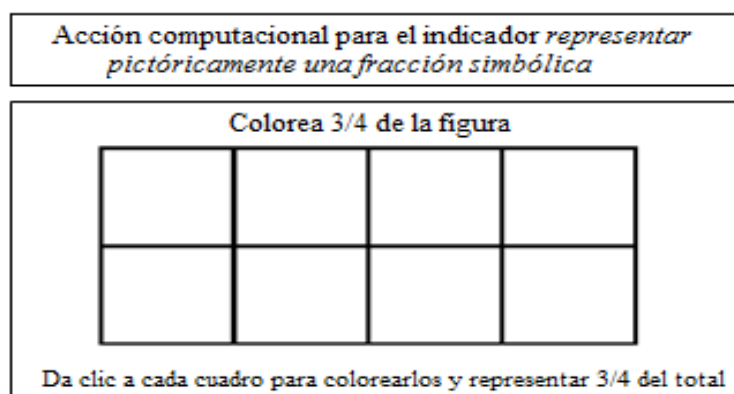 Acción computacional para el indicador representar
pictóricamente una fracción simbólica
Colorea 3/4 de la figura
Da clic a cada cuadro para colorearlos y representar 3/4 del total